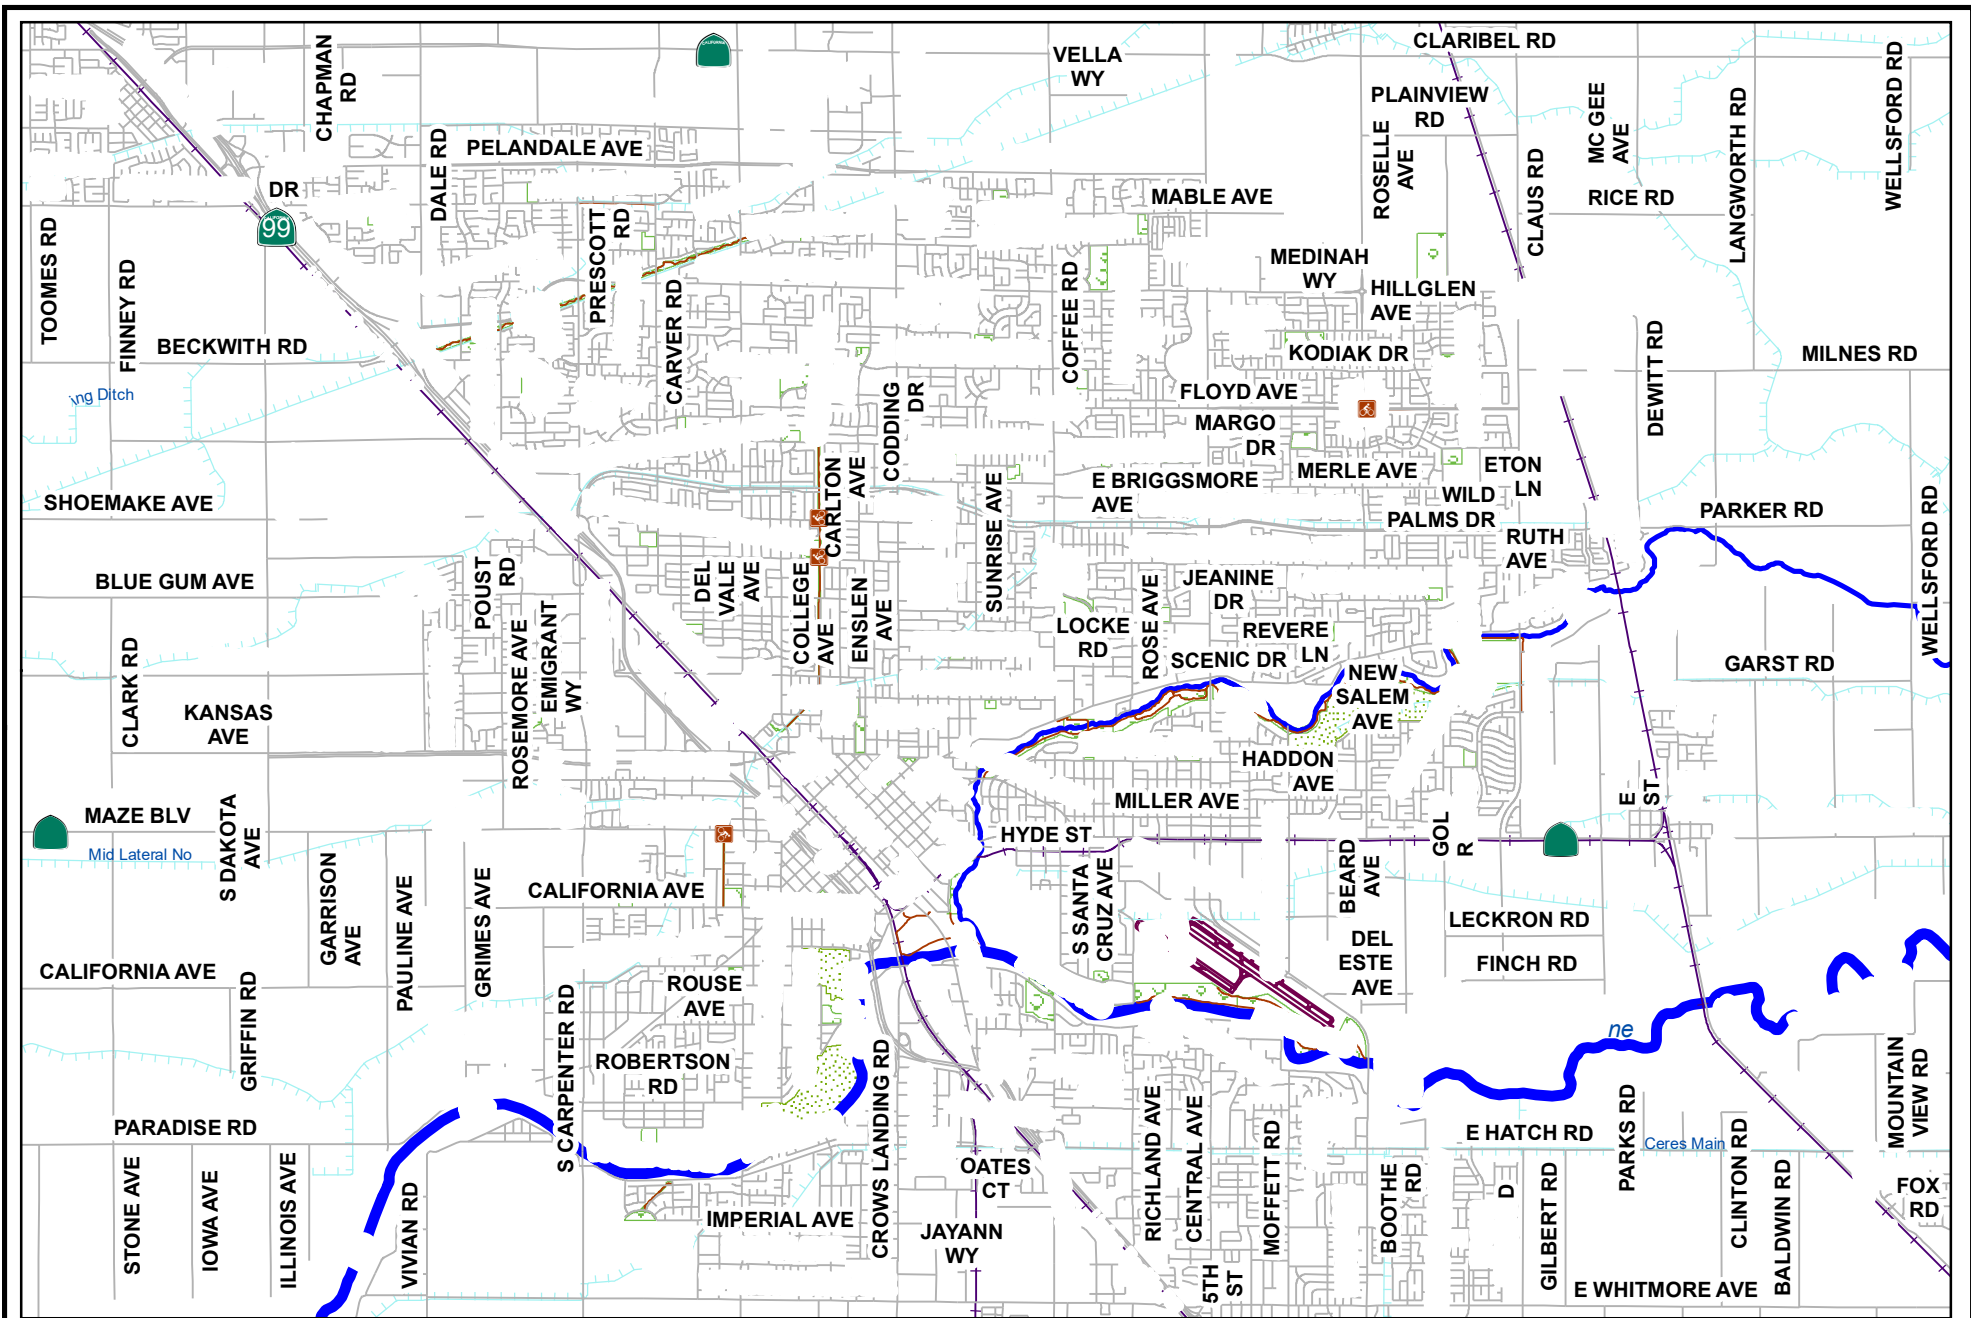 CLARIBEL RD
CHAPMAN
RD
VELLA
WY
WELLSFORD RD
PLAINVIEW
RD
MC GEE
AVE
LANGWORTH RD
ROSELLE
AVE
PELANDALE AVE
DALE RD
CLAUS RD
DR
99
MABLE AVE
RICE RD
TOOMES RD
FINNEY RD
PRESCOTT
RD
CARVER RD
COFFEE RD
MEDINAH
WY
HILLGLEN
AVE
BECKWITH RD
KODIAK DR
DEWITT RD
MILNES RD
ing Ditch
CODDING
DR
FLOYD AVE
MARGO
DR
MERLE AVE
ETON
LN
SHOEMAKE AVE
CARLTON
AVE
SUNRISE AVE
E BRIGGSMORE
AVE
WILD
PALMS DR
PARKER RD
WELLSFORD RD
RUTH
AVE
BLUE GUM AVE
POUST
RD
DEL
VALE
AVE
COLLEGE
AVE
ENSLEN
AVE
JEANINE
DR
ROSE AVE
LOCKE
RD
REVERE
LN
SCENIC DR
GARST RD
CLARK RD
ROSEMORE AVE
EMIGRANT
WY
NEW
SALEM
AVE
KANSAS
AVE
HADDON
AVE
MILLER AVE
E
ST
MAZE BLV
S DAKOTA
AVE
HYDE ST
GOL
R
Mid Lateral No
BEARD
AVE
GARRISON
AVE
PAULINE AVE
GRIMES AVE
CALIFORNIA AVE
S SANTA
CRUZ AVE
LECKRON RD
DEL
ESTE
AVE
FINCH RD
CALIFORNIA AVE
GRIFFIN RD
S CARPENTER RD
ROUSE
AVE
ne
ROBERTSON
RD
CROWS LANDING RD
MOUNTAIN
VIEW RD
PARADISE RD
RICHLAND AVE
CENTRAL AVE
MOFFETT RD
E HATCH RD
PARKS RD
Ceres Main
CLINTON RD
STONE AVE
IOWA AVE
ILLINOIS AVE
VIVIAN RD
IMPERIAL AVE
OATES
CT
JAYANN
WY
BOOTHE
RD
D
GILBERT RD
BALDWIN RD
FOX
RD
5TH
ST
E WHITMORE AVE